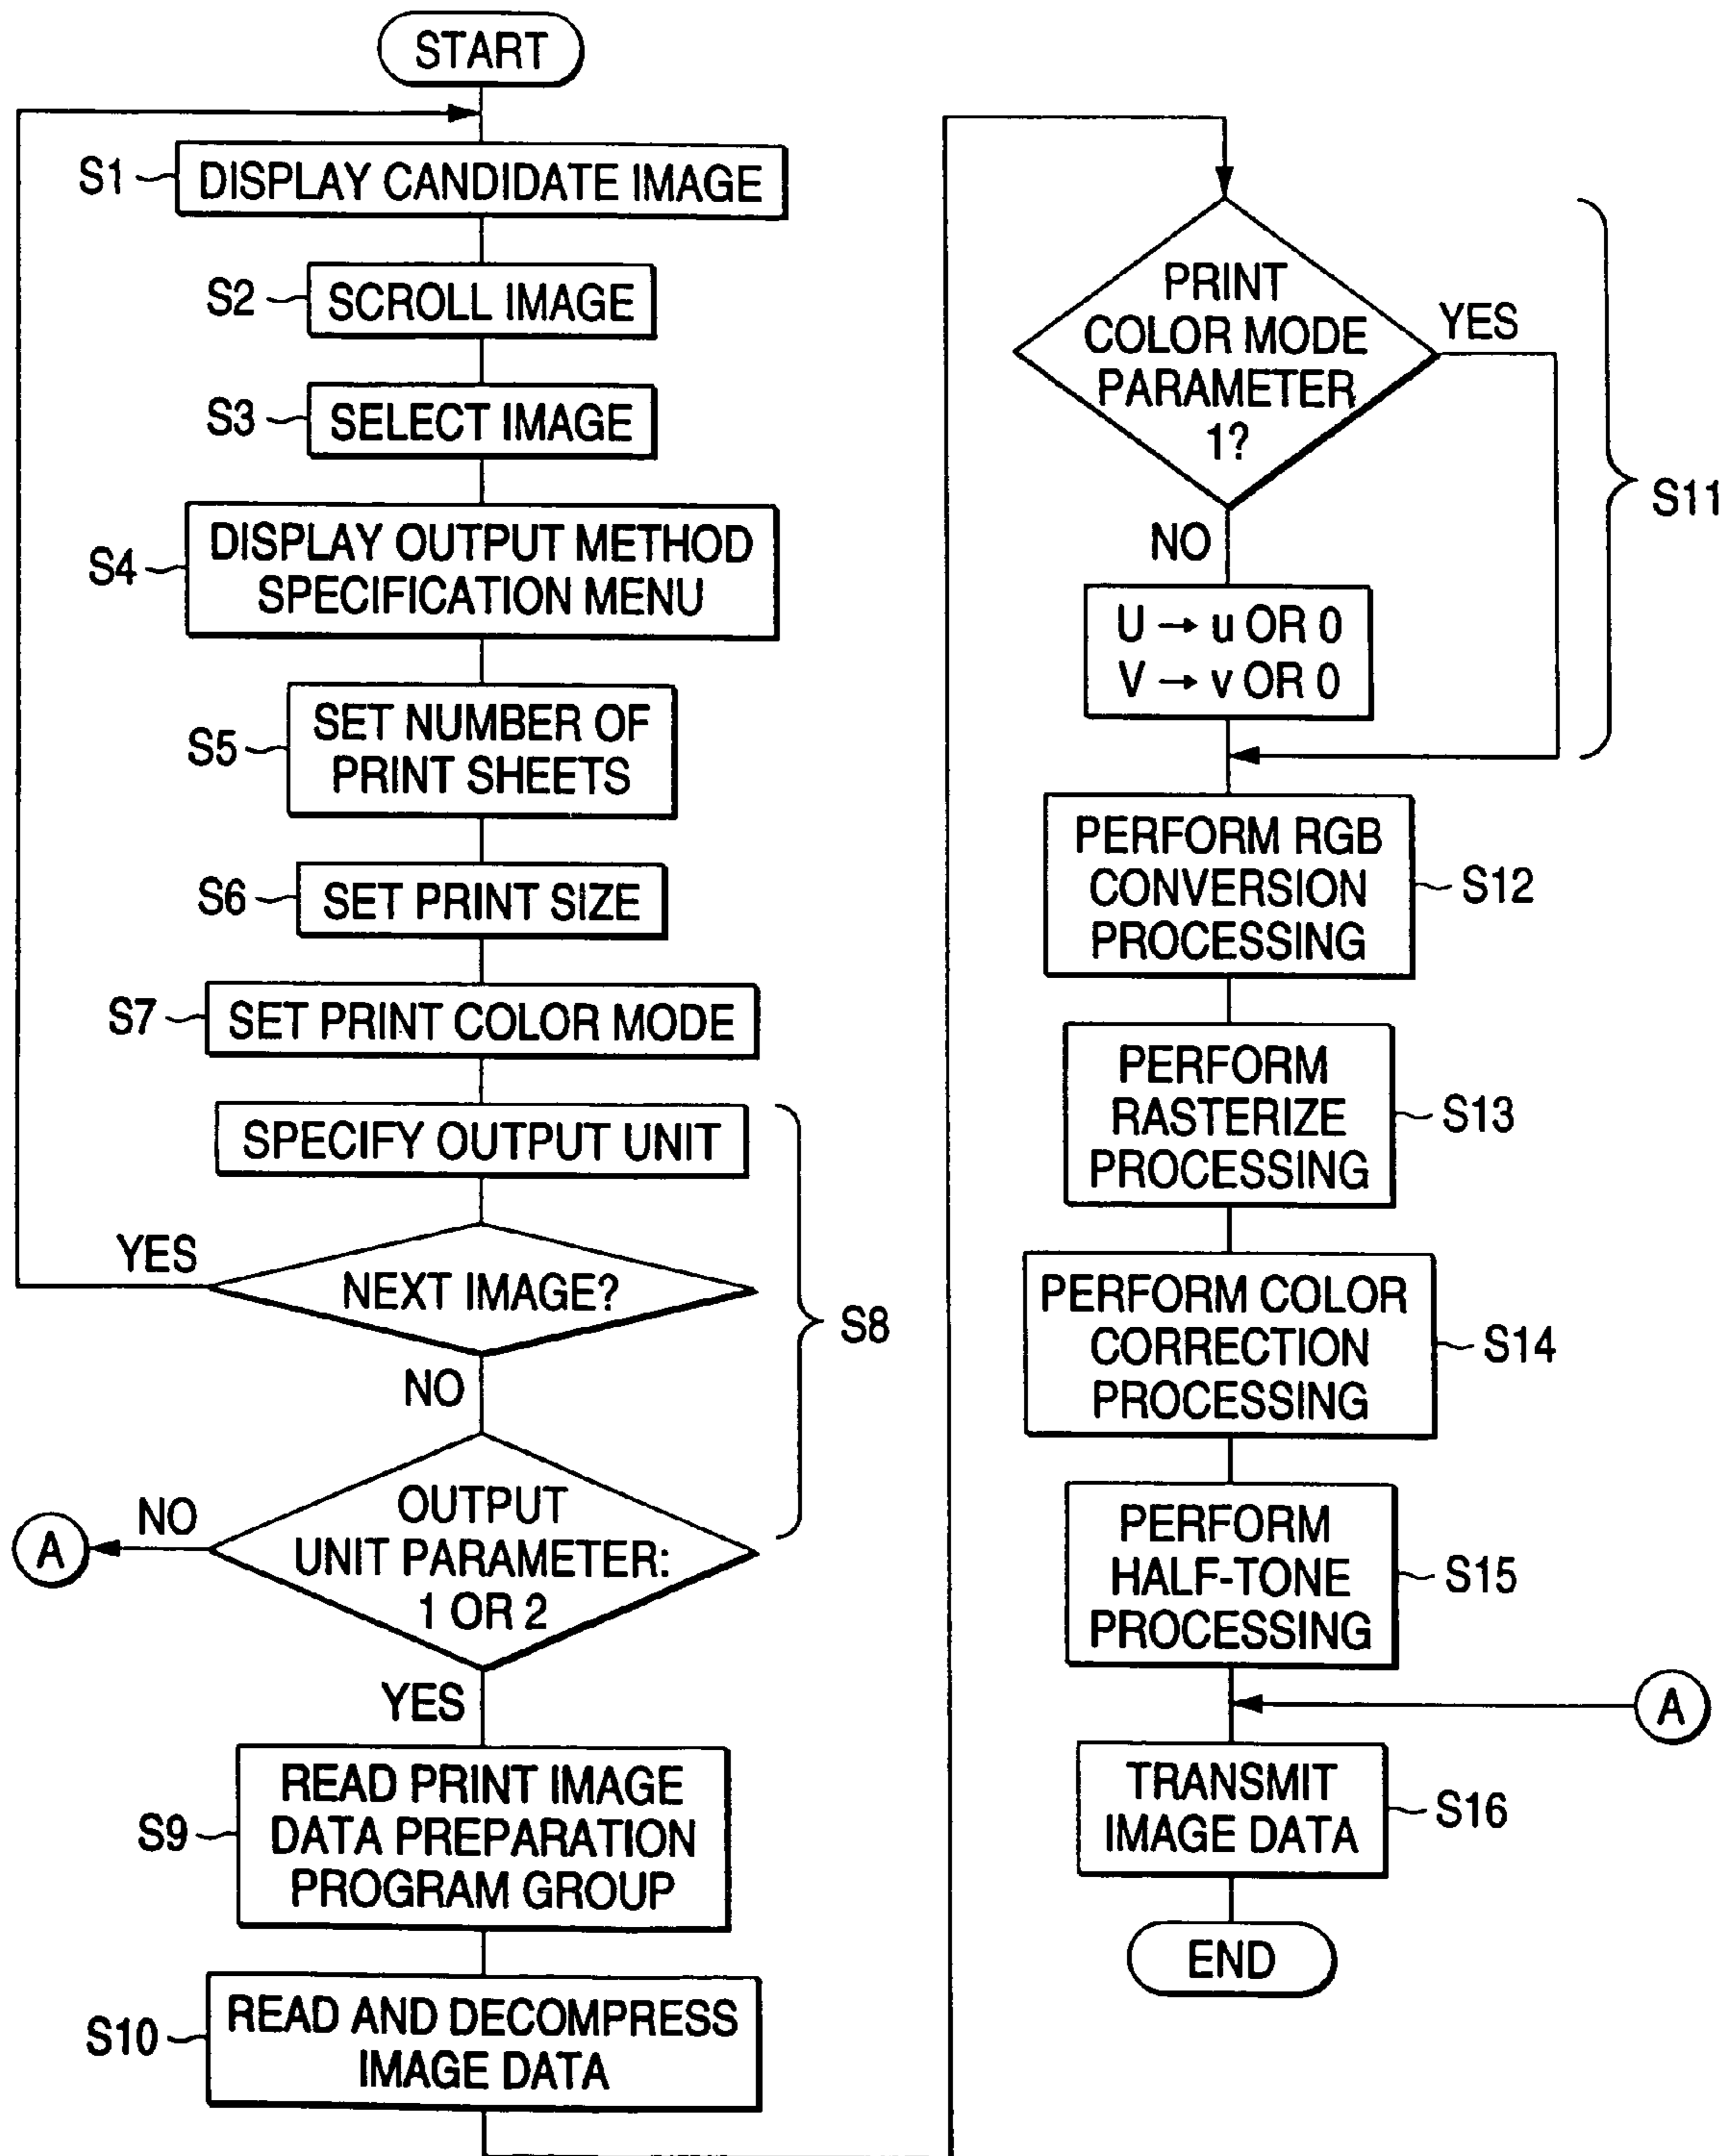 START
S1
DISPLAY CANDIDATE IMAGE
S2
SCROLL IMAGE
S3
SELECT IMAGE
S4
DISPLAY OUTPUT METHOD
SPECIFICATION MENU
S5
SET NUMBER OF
PRINT SHEETS
S6
SET PRINT SIZE
S7
SET PRINT COLOR MODE
SPECIFY OUTPUT UNIT
YES
NEXT IMAGE?
S8
NO
A
NO
OUTPUT
UNIT PARAMETER:
1 OR 2
YES
S9
READ PRINT IMAGE
DATA PREPARATION
PROGRAM GROUP
S10
READ AND DECOMPRESS
IMAGE DATA
PRINT
COLOR MODE
PARAMETER
1?
YES
S11
NO
U → u OR 0
V → v OR 0
PERFORM RGB
CONVERSION
PROCESSING
S12
PERFORM
RASTERIZE
PROCESSING
S13
PERFORM COLOR
CORRECTION
PROCESSING
S14
PERFORM
HALF-TONE
PROCESSING
S15
A
TRANSMIT
IMAGE DATA
S16
END